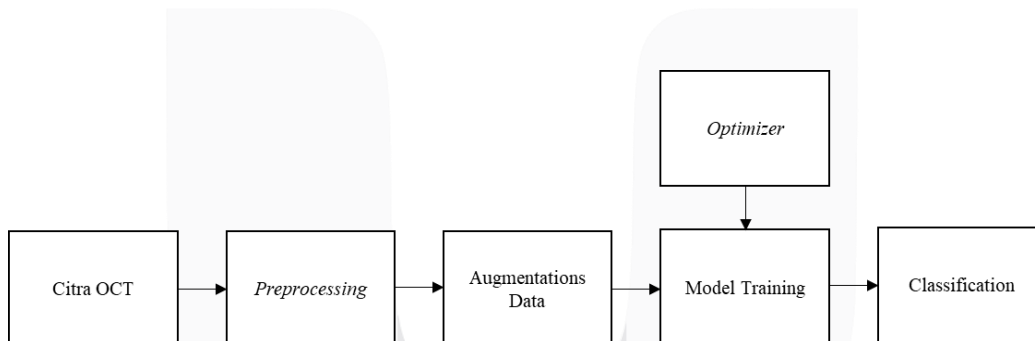 Optimizer
Citra OCT
Preprocessing
Augmentations
Data
Model Training
Classification